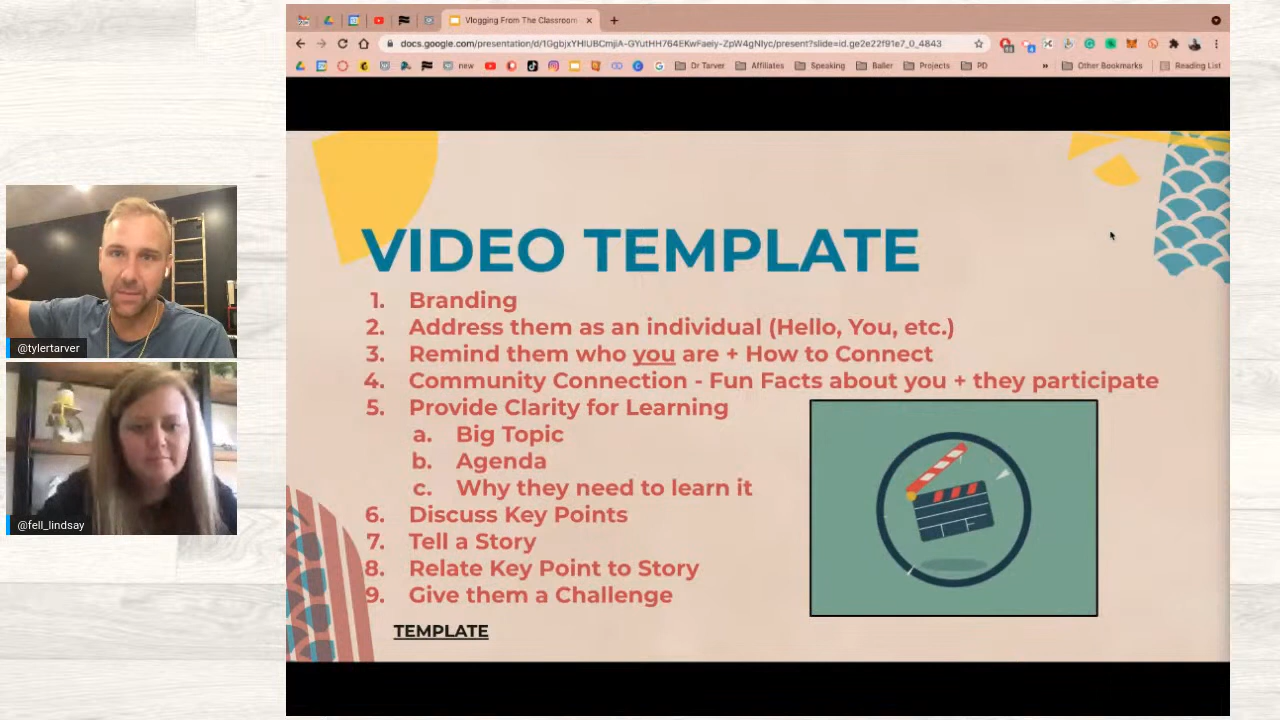 Vlogging From The Classroom
docs.google.com/presentation/d/1GgbjxYHIUBCmjiA-GYutHH764EKwFaeiy-ZpW4gNlyc/present?slide=id.ge2e22f91e7_0_4843
new
Dr Tarver
Affiliates
Speaking
Baller
Projects
PD
»
Other Bookmarks
Reading List
VIDEO TEMPLATE
1. Branding
2. Address them as an individual (Hello, You, etc.)
3. Remind them who you are + How to Connect
4. Community Connection - Fun Facts about you + they participate
5. Provide Clarity for Learning
a. Big Topic
b. Agenda
c. Why they need to learn it
6. Discuss Key Points
7. Tell a Story
8. Relate Key Point to Story
9. Give them a Challenge
TEMPLATE
@tylertarver
@fell_lindsay